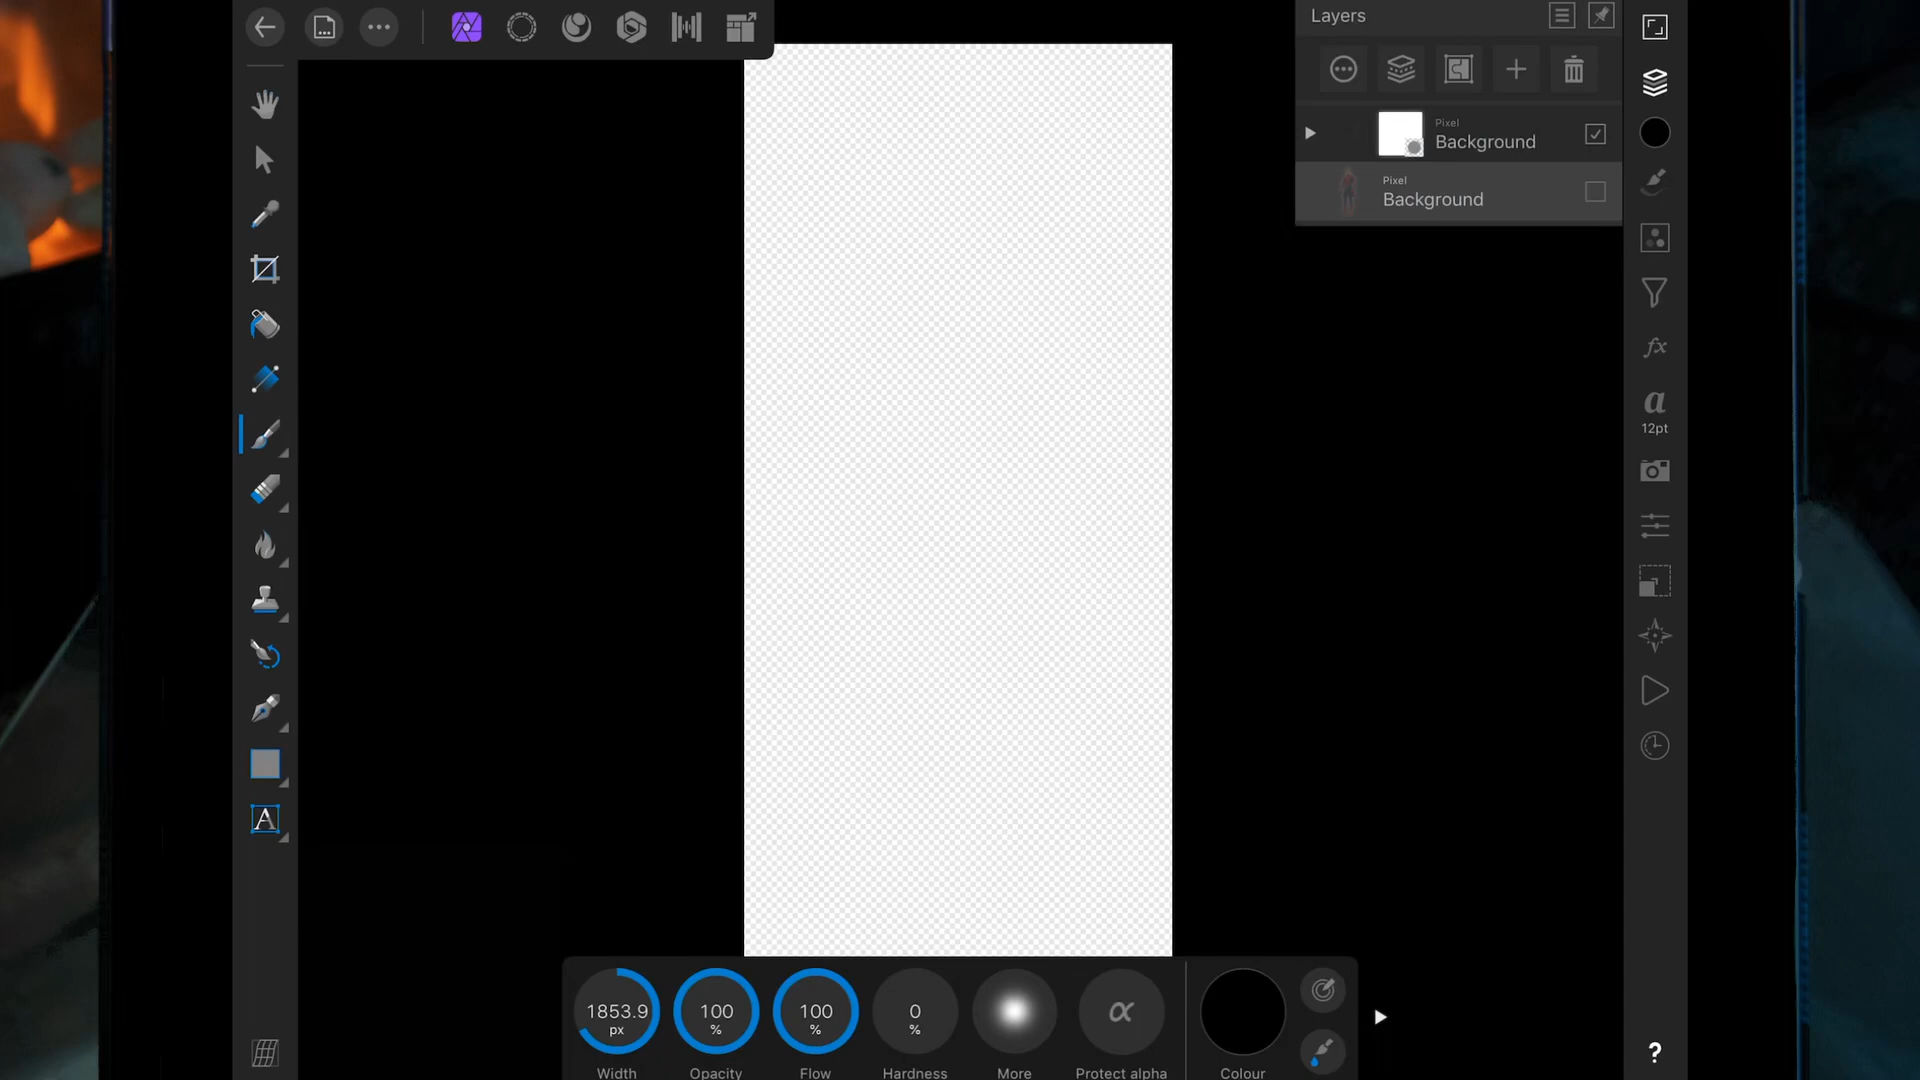 Layers
Pixel
Background
Pixel
Background
a
12pt
A
1853.9
px
100
%
100
%
0
%
α
Width
Opacity
Flow
Hardness
More
Protect alpha
Colour
fx
?